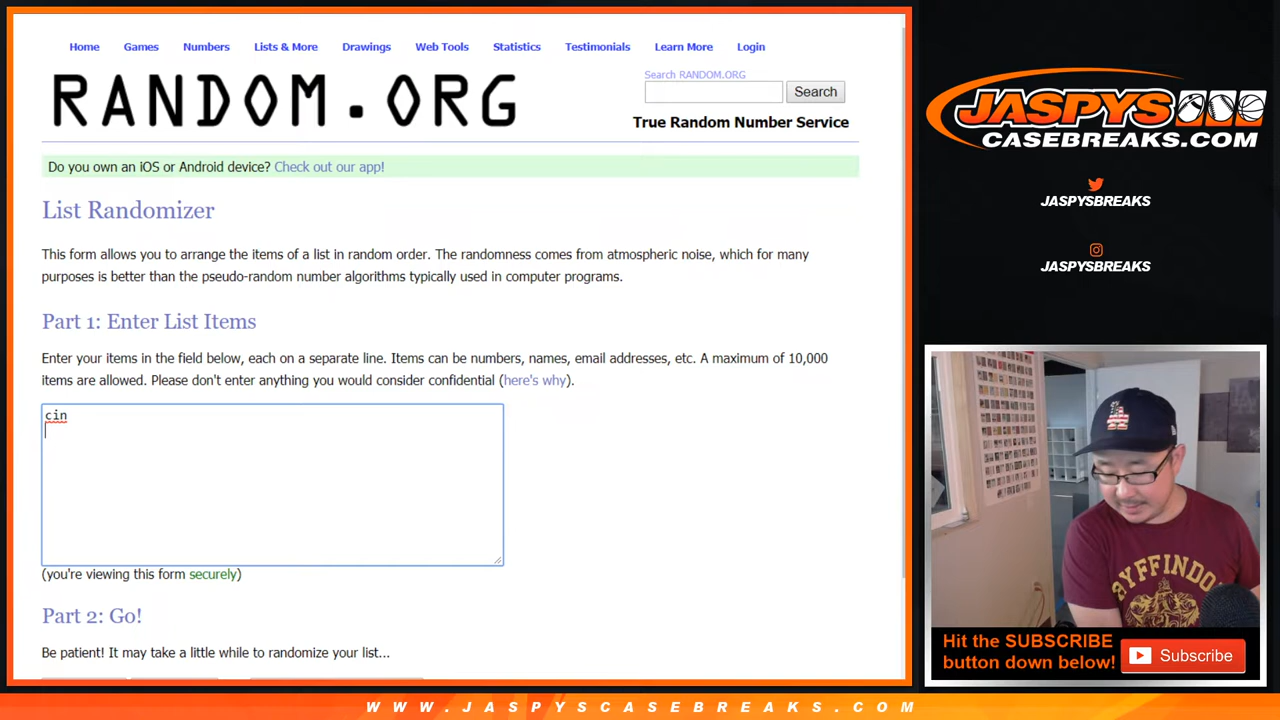 Home Games Numbers Lists & More Drawings Web Tools Statistics Testimonials Learn More Login
RANDOM.ORG
Search RANDOM.ORG
Search
True Random Number Service
Do you own an iOS or Android device? Check out our app!
List Randomizer
This form allows you to arrange the items of a list in random order. The randomness comes from atmospheric noise, which for many
purposes is better than the pseudo-random number algorithms typically used in computer programs.
Part 1: Enter List Items
Enter your items in the field below, each on a separate line. Items can be numbers, names, email addresses, etc. A maximum of 10,000
items are allowed. Please don't enter anything you would consider confidential (here's why).
cin
(you're viewing this form securely)
Part 2: Go!
Be patient! It may take a little while to randomize your list...
JASPYS
CASEBREAKS.COM
JASPYSBREAKS
JASPYSBREAKS
RYFFINDO
Hit the SUBSCRIBE
button down below!
Subscribe
WWW.JASPYSCASEBREAKS.COM